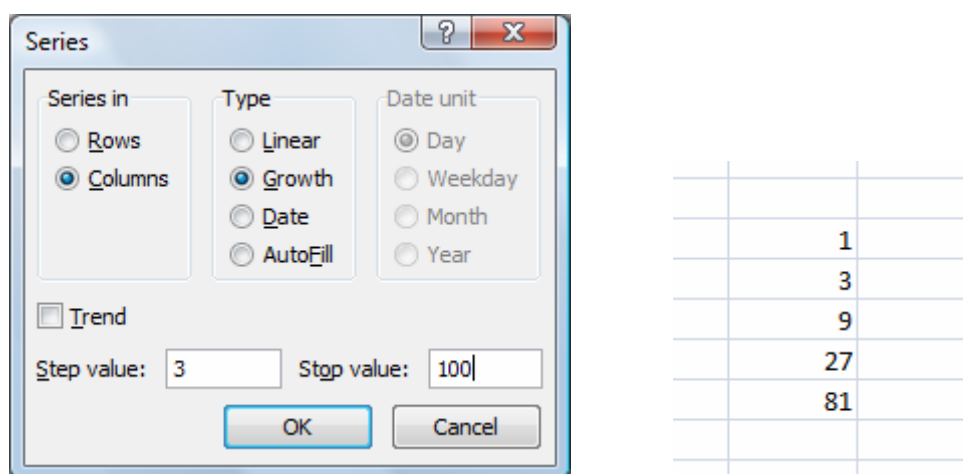 Series
Series in
Type
Date unit
Rows
Linear
Day
Columns
Growth
Weekday
Date
Month
AutoFill
Year
Trend
Step value: 3
Stop value: 100
OK
Cancel
1
3
9
27
81